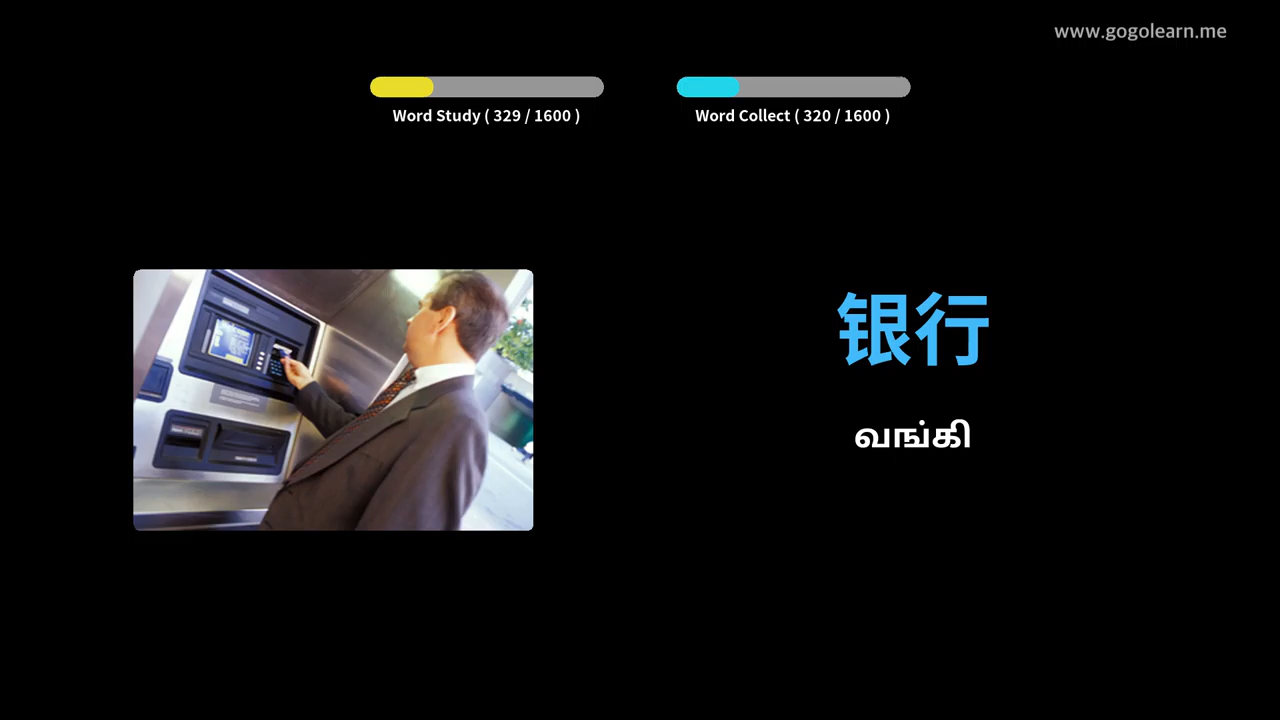 www.gogolearn.me
Word Study ( 329 / 1600 )
Word Collect ( 320 / 1600 )
银行
வங்கி